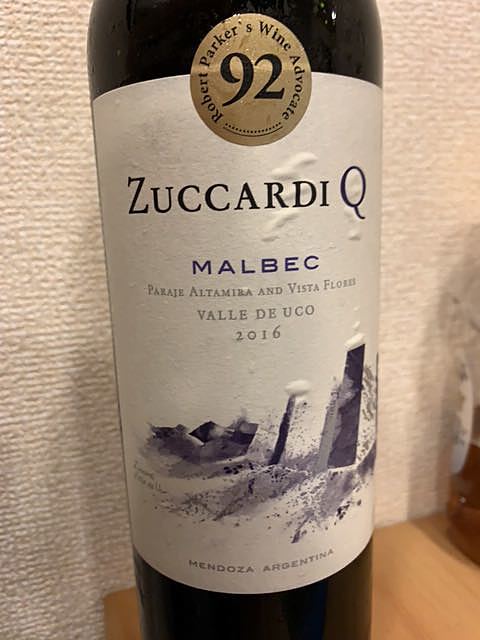 Robert Parker's Wine Advocate
92
ZUCCARDI Q
MALBEC
PARAJE ALTAMIRA AND VISTA FLORES
VALLE DE UCO
2016
MENDOZA ARGENTINA